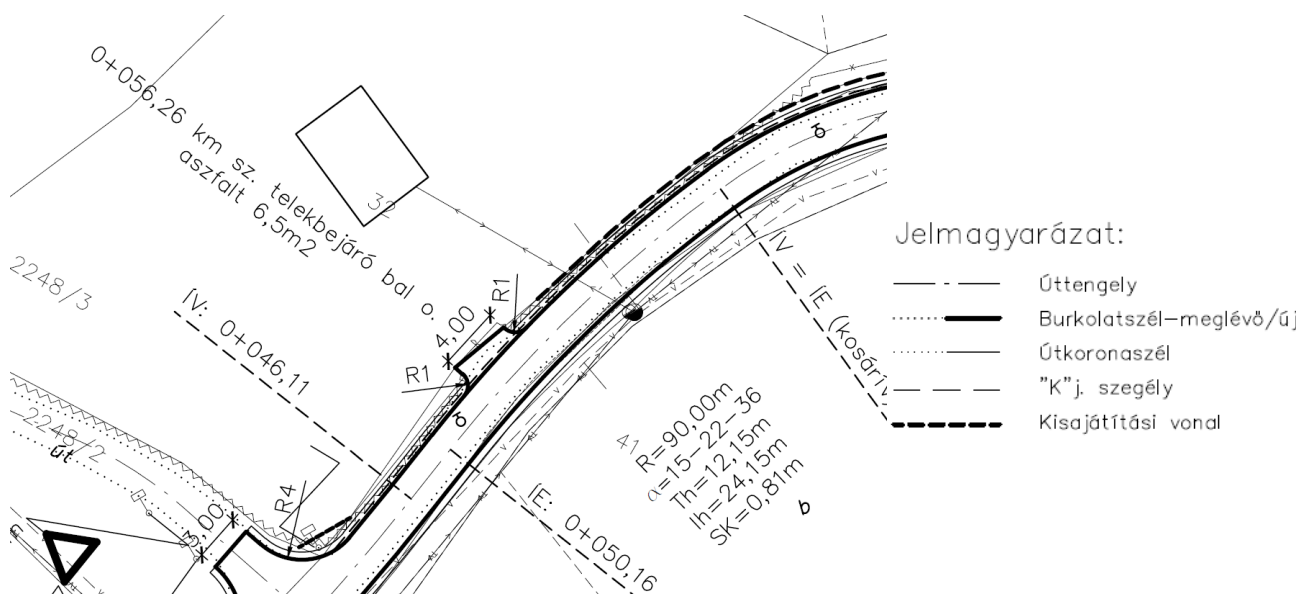 0+056,26 km sz. telekbejáró bal o.
aszfalt 6,5m2
32
2248/3
ÍV: 0+046,11
R1
4,00
R1
2248/2
út
R4
3,00
ÍE: 0+050,16
41
R=90,00m
α=15-22-36
Th=12,15m
Ih=24,15m
SK=0,81m
b
ÍV = ÍE (kosárív
Jelmagyarázat:
Úttengely
Burkolatszél-meglévő/új
Útkoronaszél
"K"j. szegély
Kisajátítási vonal